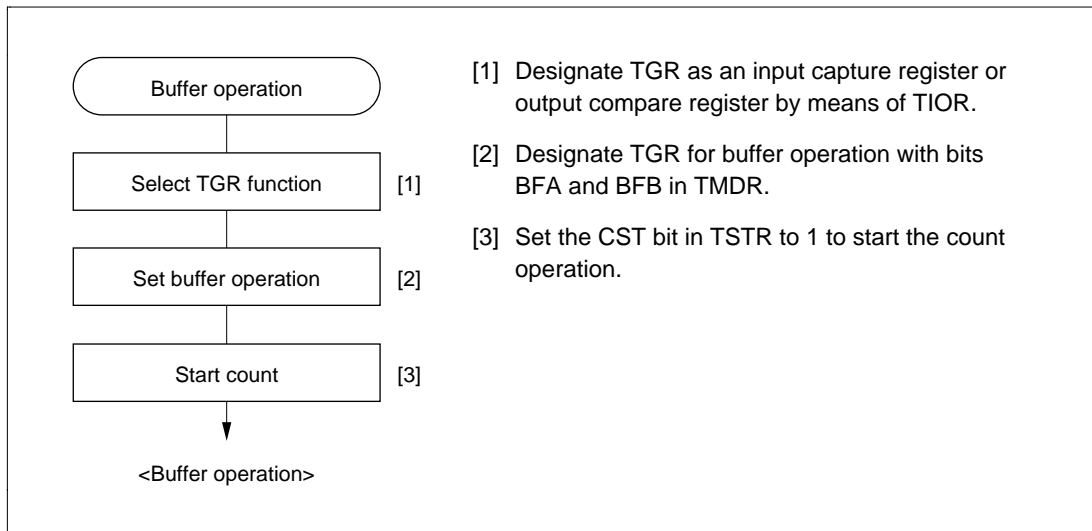 Buffer operation
Select TGR function
[1]
Set buffer operation
[2]
Start count
[3]
<Buffer operation>
[1] Designate TGR as an input capture register or
output compare register by means of TIOR.
[2] Designate TGR for buffer operation with bits
BFA and BFB in TMDR.
[3] Set the CST bit in TSTR to 1 to start the count
operation.